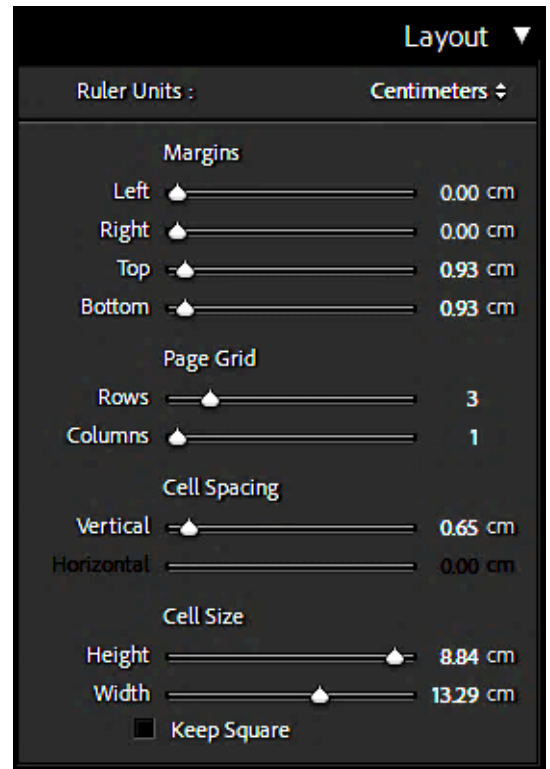 Layout
Ruler Units : Centimeters
Margins
Left 0.00 cm
Right 0.00 cm
Top 0.93 cm
Bottom 0.93 cm
Page Grid
Rows 3
Columns 1
Cell Spacing
Vertical 0.65 cm
Horizontal 0.00 cm
Cell Size
Height 8.84 cm
Width 13.29 cm
Keep Square